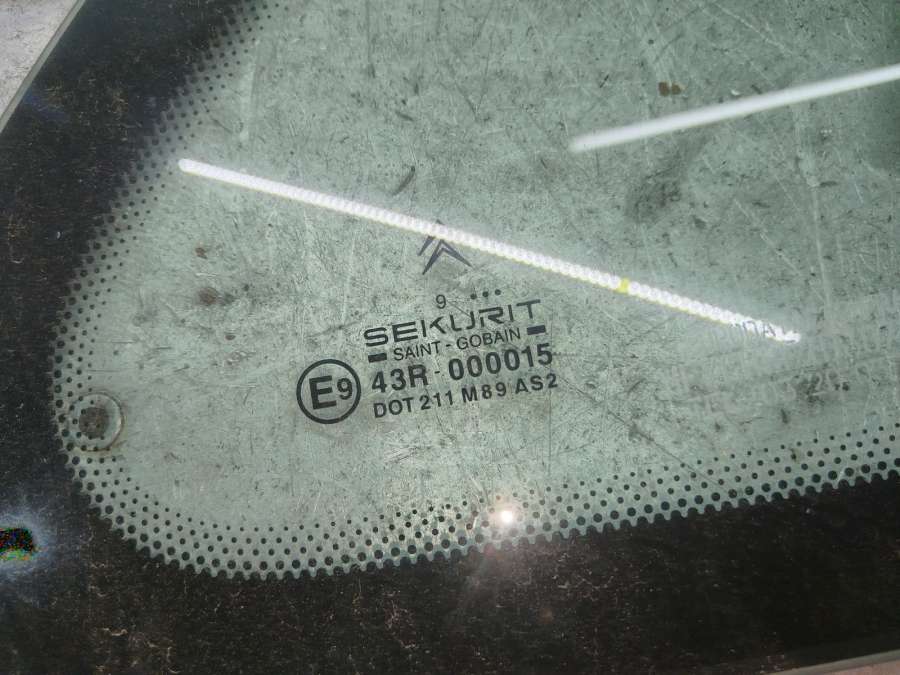 9 ...
SEKURIT
SAINT-GOBAIN
E9
43R-000015
DOT 211 M89 AS2